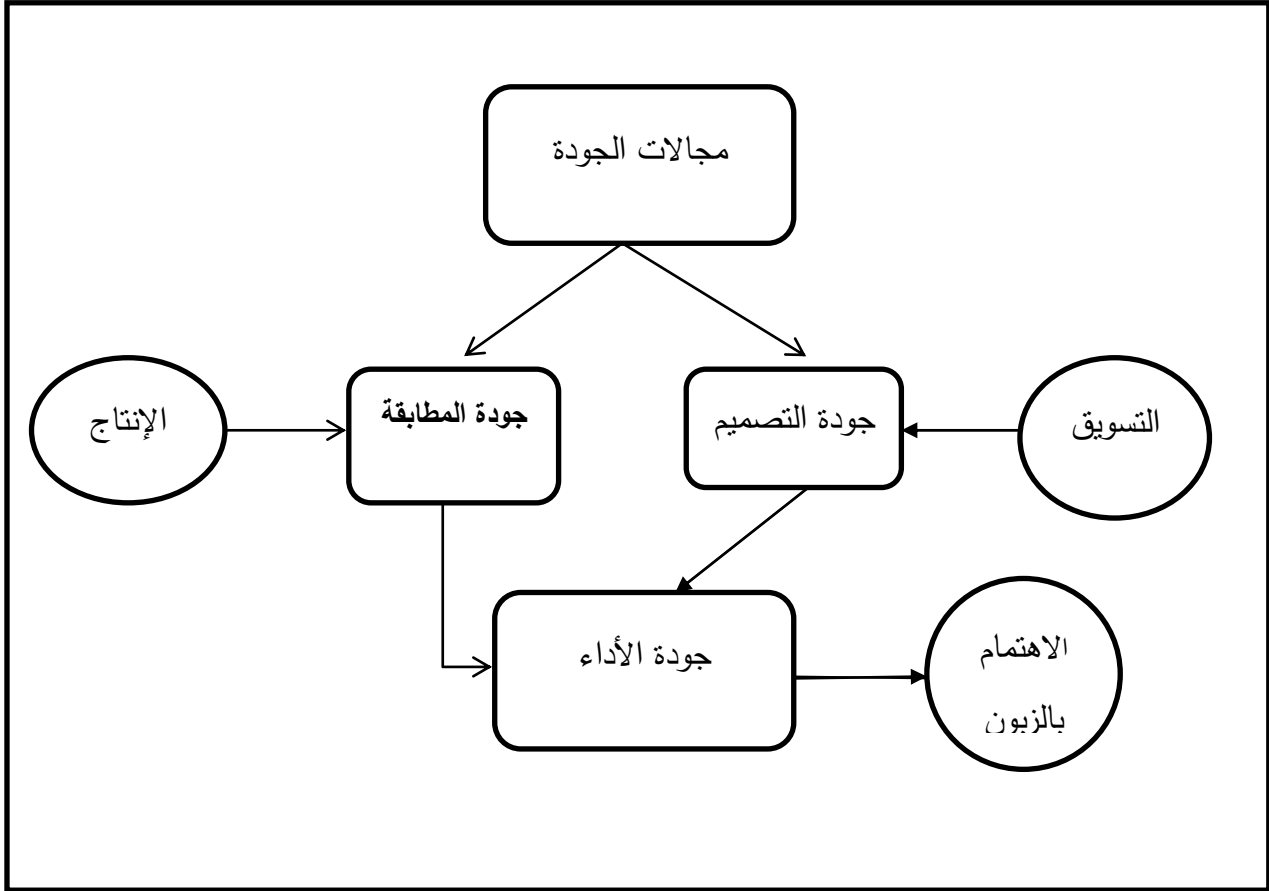 مجالات الجودة
التسويق
جودة التصميم
جودة المطابقة
الإنتاج
جودة الأداء
الاهتمام
بالزبون